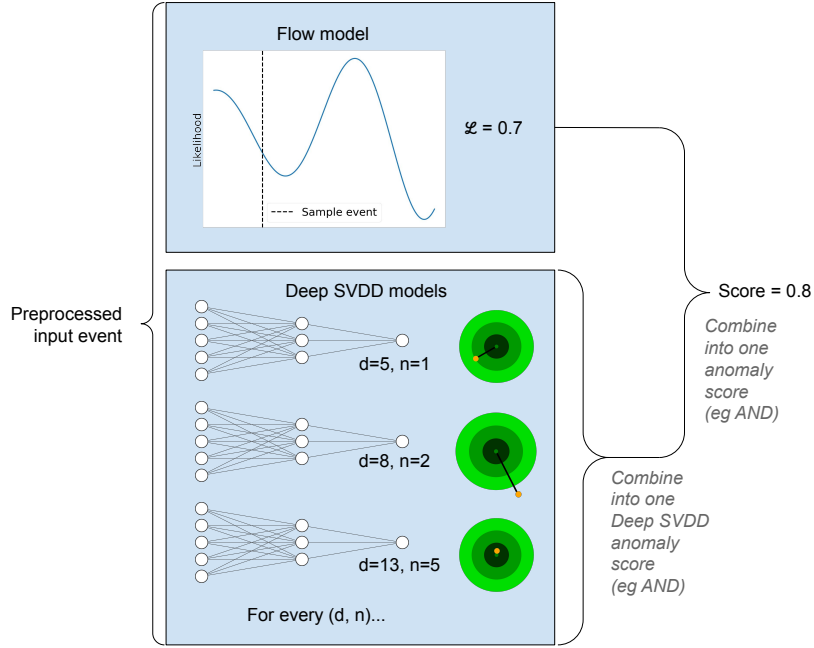 Flow model
Likelihood
Sample event
ℒ = 0.7
Preprocessed
input event
Deep SVDD models
d=5, n=1
d=8, n=2
d=13, n=5
For every (d, n)...
Score = 0.8
Combine
into one
anomaly
score
(eg AND)
Combine
into one
Deep SVDD
anomaly
score
(eg AND)